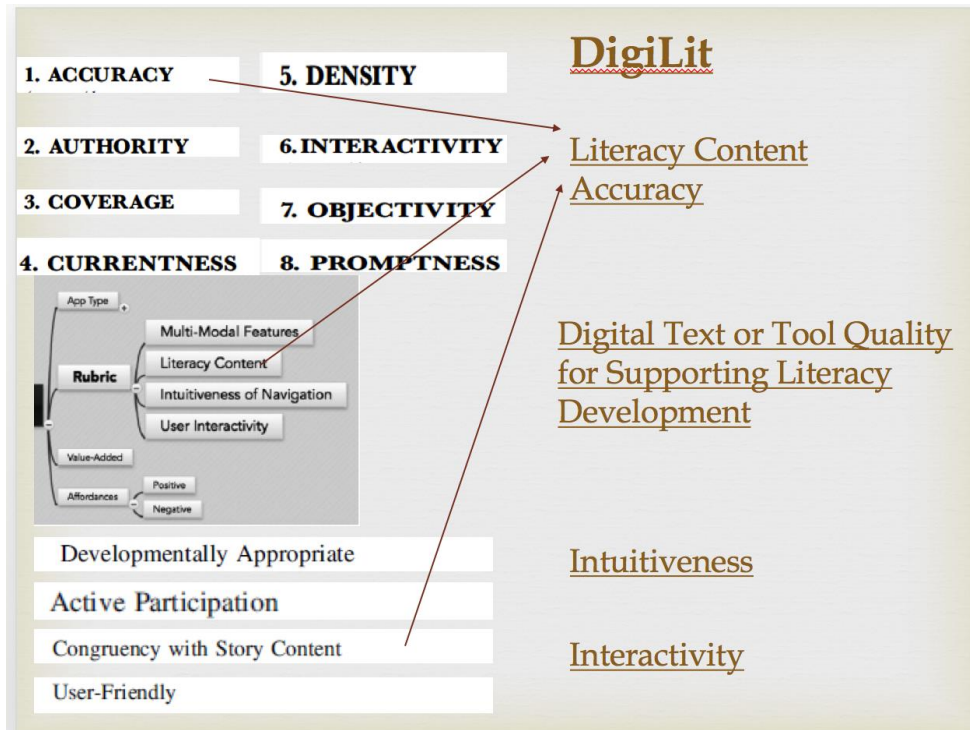 DigiLit
1. ACCURACY
5. DENSITY
2. AUTHORITY
6. INTERACTIVITY
3. COVERAGE
7. OBJECTIVITY
4. CURRENTNESS
8. PROMPTNESS
Literacy Content
Accuracy
App Type
Rubric
Multi-Modal Features
Literacy Content
Intuitiveness of Navigation
User Interactivity
Value-Added
Affordances
Positive
Negative
Digital Text or Tool Quality
for Supporting Literacy
Development
Developmentally Appropriate
Active Participation
Congruency with Story Content
User-Friendly
Intuitiveness
Interactivity